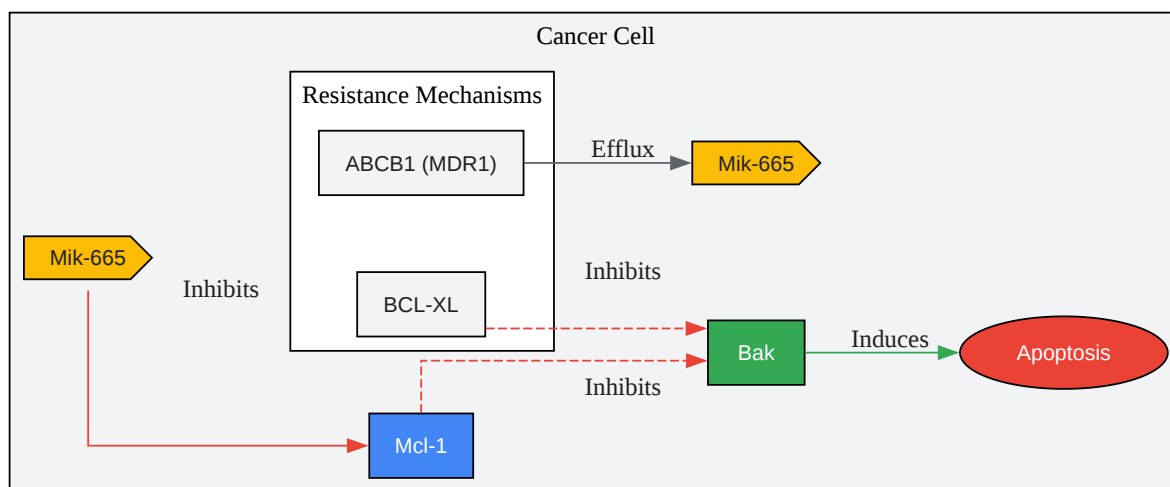 Cancer Cell
Resistance Mechanisms
ABCB1 (MDR1)
Efflux
Mik-665
Mik-665
Inhibits
BCL-XL
Inhibits
Bak
Induces
Apoptosis
Inhibits
Mcl-1